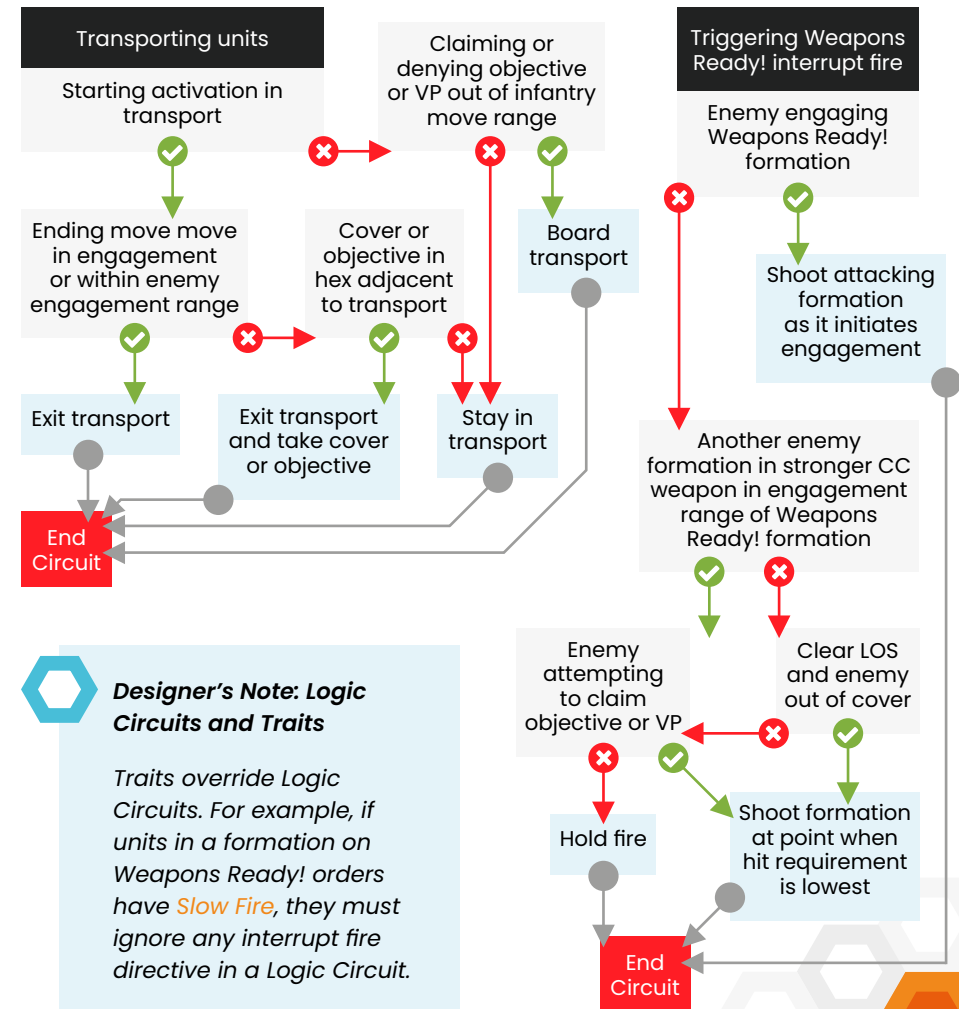 Transporting units
Starting activation in
transport
Claiming or
denying objective
or VP out of infantry
move range
Ending move move
in engagement
or within enemy
engagement range
Cover or
objective in
hex adjacent
to transport
Board
transport
Exit transport
Exit transport
and take cover
or objective
Stay in
transport
End
Circuit
Designer's Note: Logic
Circuits and Traits
Traits override Logic
Circuits. For example, if
units in a formation on
Weapons Ready! orders
have Slow Fire, they must
ignore any interrupt fire
directive in a Logic Circuit.
Triggering Weapons
Ready! interrupt fire
Enemy engaging
Weapons Ready!
formation
Shoot attacking
formation
as it initiates
engagement
Another enemy
formation in stronger CC
weapon in engagement
range of Weapons
Ready! formation
Enemy
attempting
to claim
objective or VP
Clear LOS
and enemy
out of cover
Hold fire
Shoot formation
at point when
hit requirement
is lowest
End
Circuit